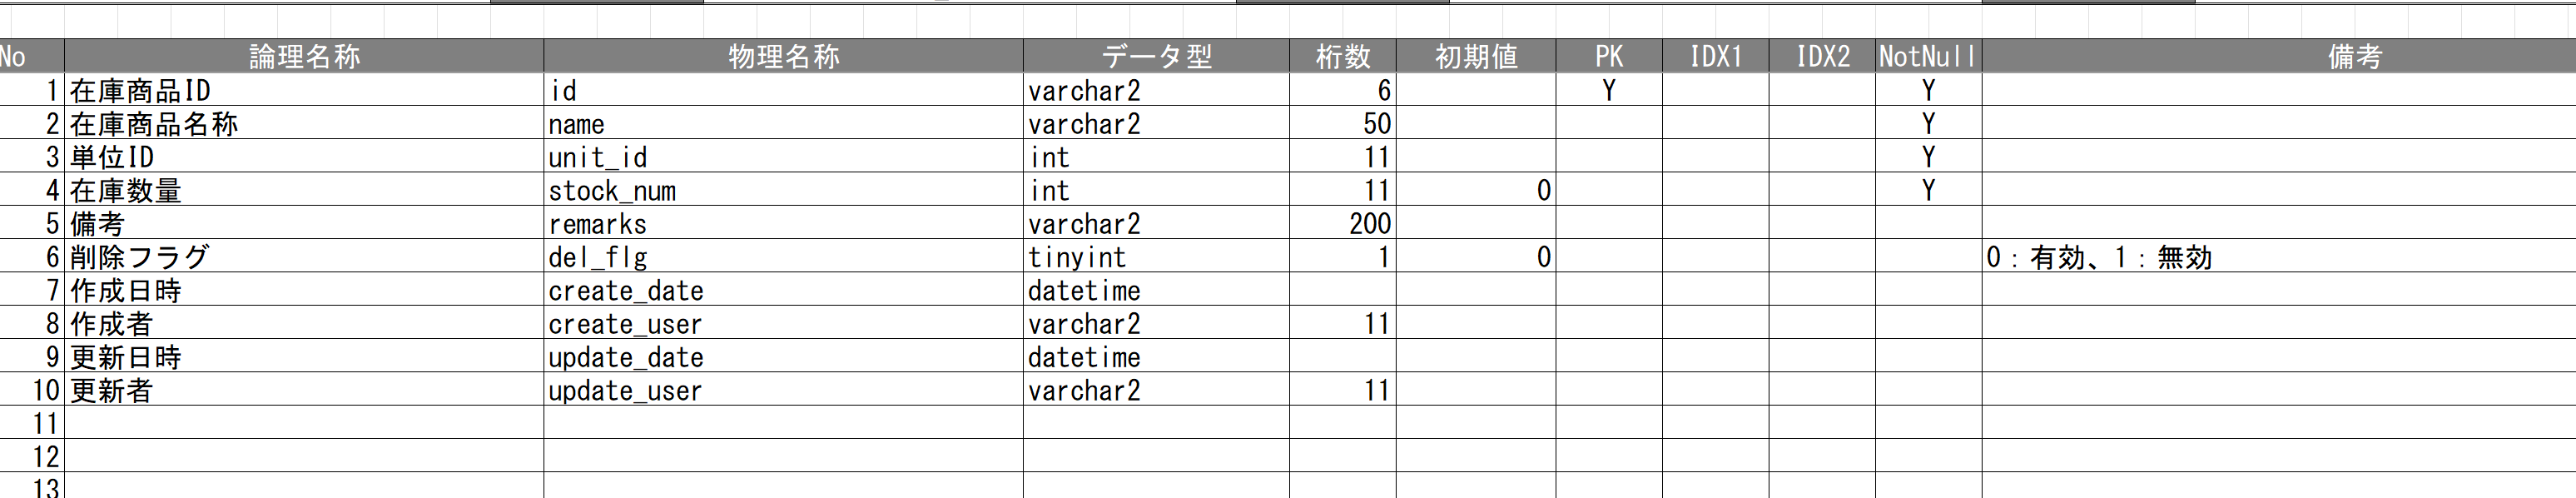 No 論理名称 物理名称 データ型 桁数 初期値 PK IDX1 IDX2 NotNull 備考
1 在庫商品ID id varchar2 6 Y Y
2 在庫商品名称 name varchar2 50 Y
3 単位ID unit_id int 11 Y
4 在庫数量 stock_num int 11 0 Y
5 備考 remarks varchar2 200
6 削除フラグ del_flg tinyint 1 0 0：有効、1：無効
7 作成日時 create_date datetime
8 作成者 create_user varchar2 11
9 更新日時 update_date datetime
10 更新者 update_user varchar2 11
11
12
13